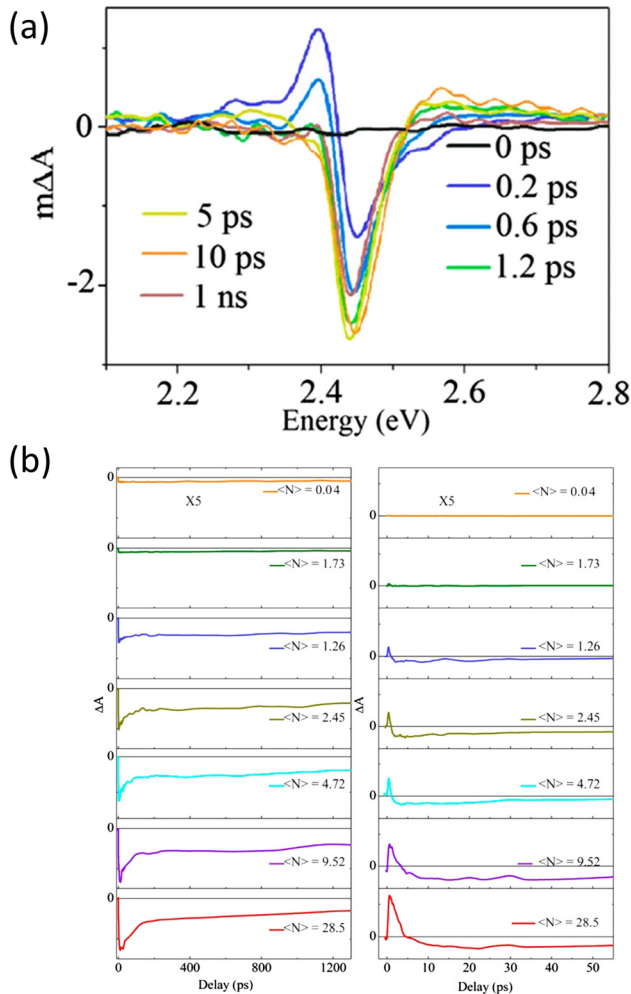 (a)
0
-2
mΔA
5 ps
10 ps
1 ns
0 ps
0.2 ps
0.6 ps
1.2 ps
2.2 2.4 2.6 2.8
Energy (eV)
(b)
0
X5
<N> = 0.04
0
<N> = 1.73
0
<N> = 1.26
0
<N> = 2.45
ΔA
0
<N> = 4.72
0
<N> = 9.52
0
<N> = 28.5
0 400 800 1200
Delay (ps)
0
X5
<N> = 0.04
0
<N> = 1.73
0
<N> = 1.26
0
<N> = 2.45
ΔA
0
<N> = 4.72
0
<N> = 9.52
0
<N> = 28.5
0 10 20 30 40 50
Delay (ps)